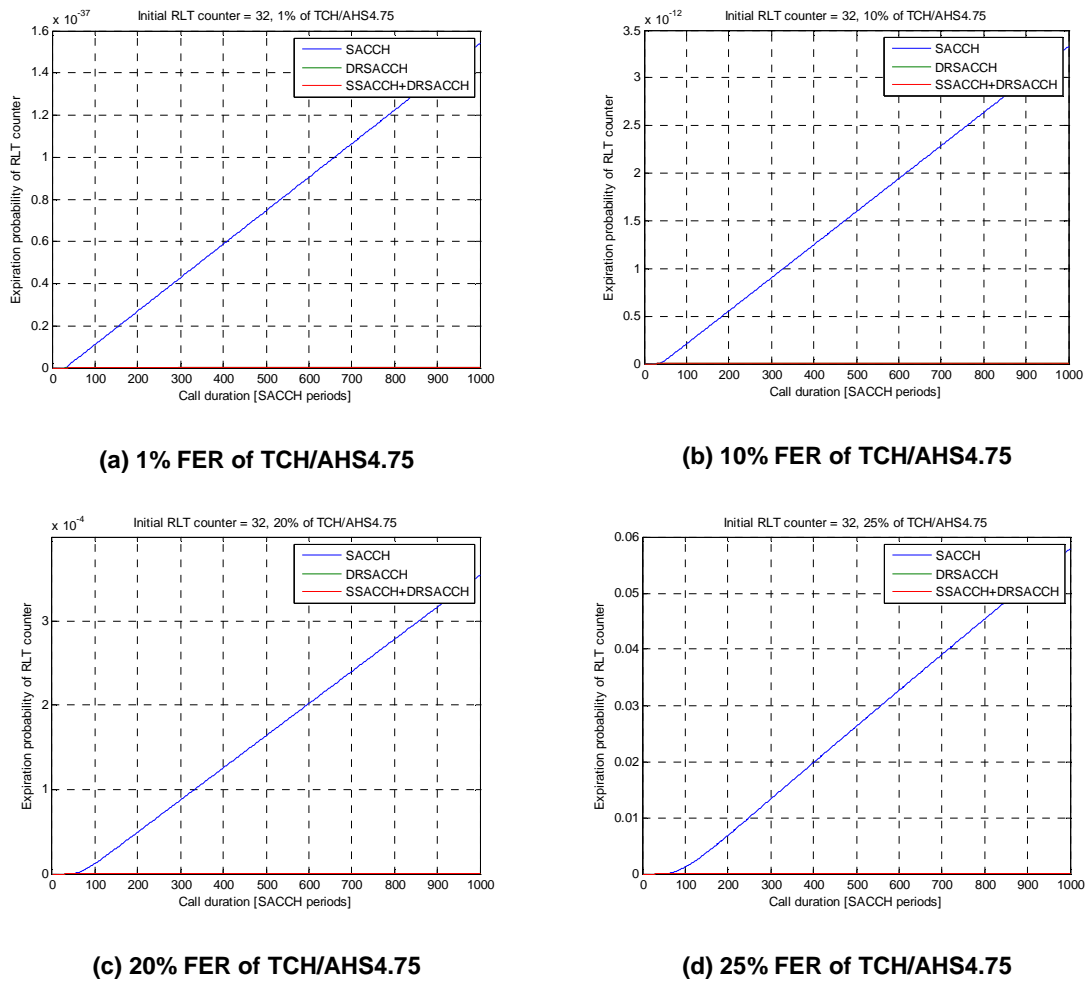 Initial RLT counter = 32, 1% of TCH/AHS4.75
x 10^-37
Expiration probability of RLT counter
1.6
1.4
1.2
1
0.8
0.6
0.4
0.2
0
SACCH
DRSACCH
SSACCH+DRSACCH
0 100 200 300 400 500 600 700 800 900 1000
Call duration [SACCH periods]
(a) 1% FER of TCH/AHS4.75
Initial RLT counter = 32, 10% of TCH/AHS4.75
x 10^-12
Expiration probability of RLT counter
3.5
3
2.5
2
1.5
1
0.5
0
SACCH
DRSACCH
SSACCH+DRSACCH
0 100 200 300 400 500 600 700 800 900 1000
Call duration [SACCH periods]
(b) 10% FER of TCH/AHS4.75
Initial RLT counter = 32, 20% of TCH/AHS4.75
x 10^-4
Expiration probability of RLT counter
3
2
1
0
SACCH
DRSACCH
SSACCH+DRSACCH
0 100 200 300 400 500 600 700 800 900 1000
Call duration [SACCH periods]
(c) 20% FER of TCH/AHS4.75
Initial RLT counter = 32, 25% of TCH/AHS4.75
Expiration probability of RLT counter
0.06
0.05
0.04
0.03
0.02
0.01
0
SACCH
DRSACCH
SSACCH+DRSACCH
0 100 200 300 400 500 600 700 800 900 1000
Call duration [SACCH periods]
(d) 25% FER of TCH/AHS4.75